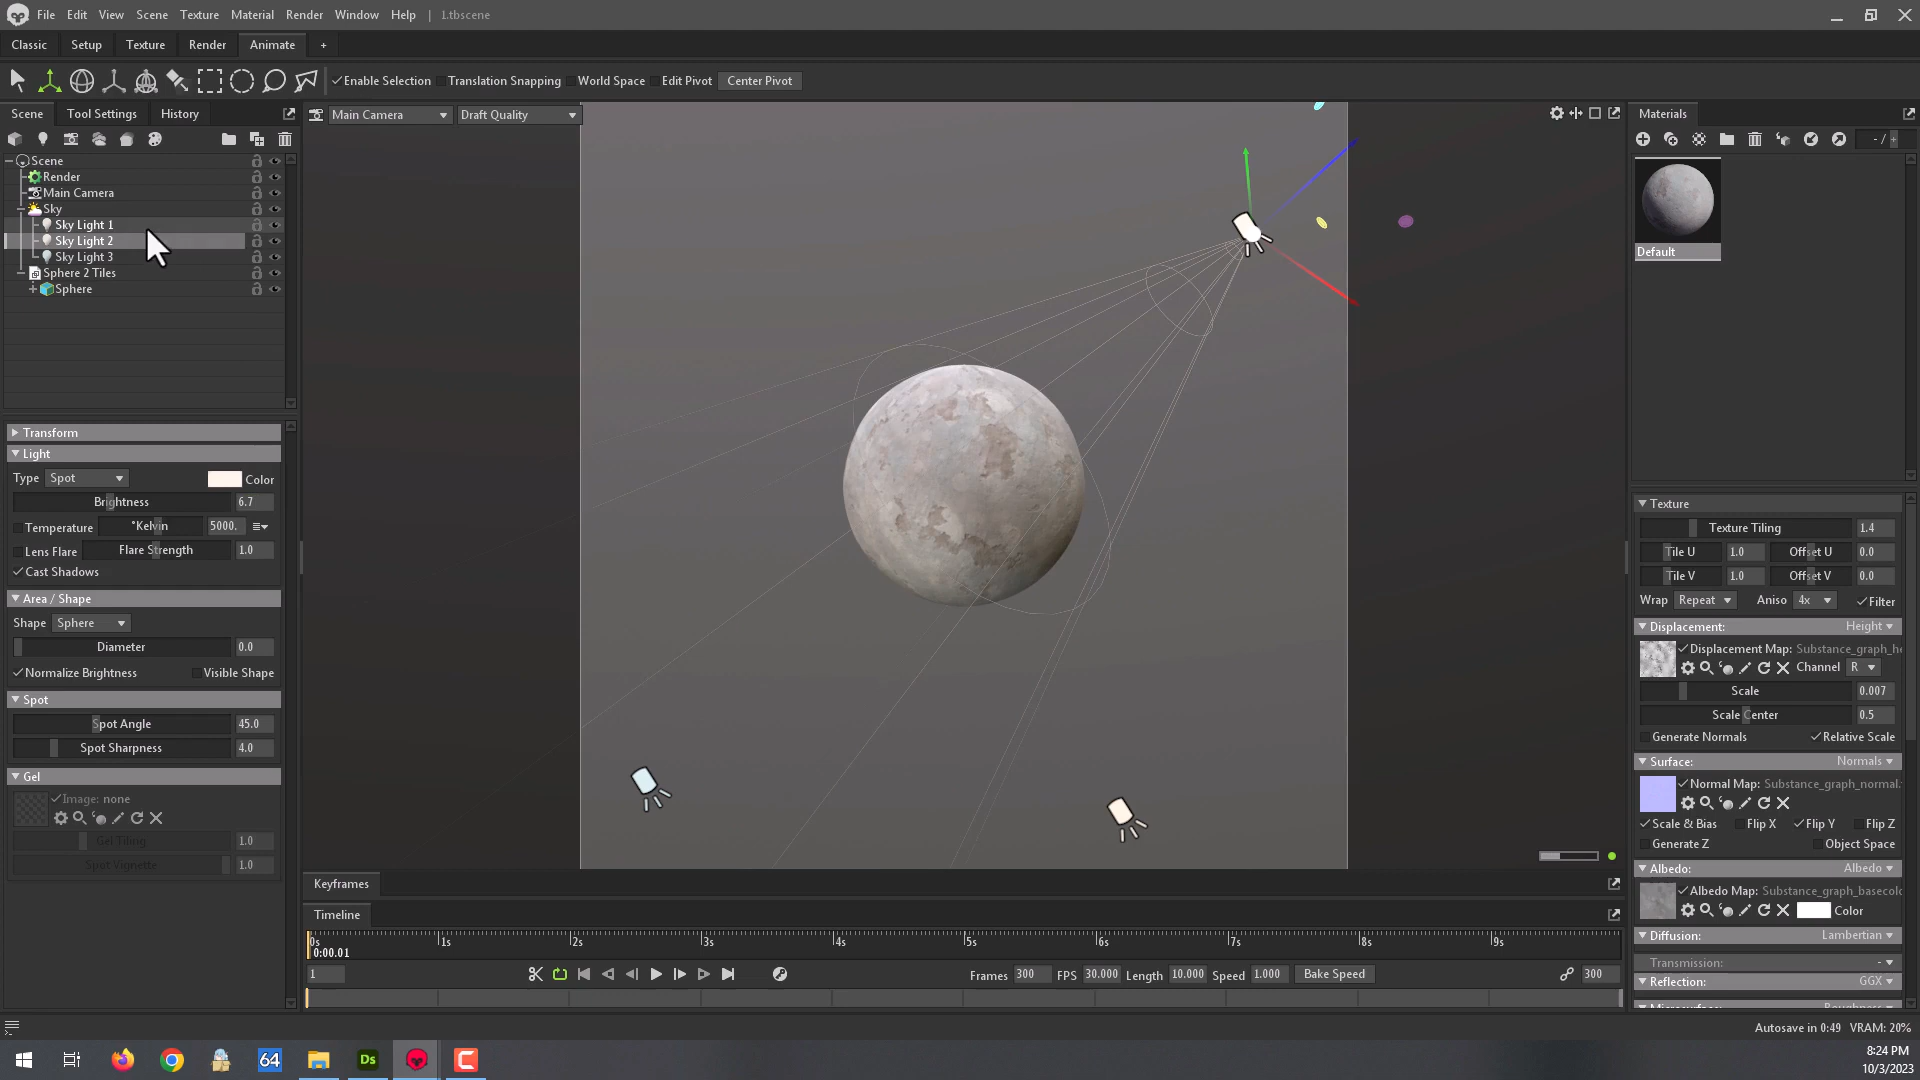 File Edit View Scene Texture Material Render Window Help | 1.tbscene
Classic Setup Texture Render Animate +
Enable Selection Translation Snapping World Space Edit Pivot Center Pivot
Scene Tool Settings History
Main Camera Draft Quality
Materials
- / +
Scene
Render
Main Camera
Sky
Sky Light 1
Sky Light 2
Sky Light 3
Sphere 2 Tiles
Sphere
Default
Transform
Light
Type Spot Color
Brightness 6.7
Temperature °Kelvin 5000.
Lens Flare Flare Strength 1.0
Cast Shadows
Area / Shape
Shape Sphere
Diameter 0.0
Normalize Brightness Visible Shape
Spot
Spot Angle 45.0
Spot Sharpness 4.0
Gel
Image: none
Gel Tiling 1.0
Spot Vignette 1.0
Texture
Texture Tiling 1.4
Tile U 1.0 Offset U 0.0
Tile V 1.0 Offset V 0.0
Wrap Repeat Aniso 4x Filter
Displacement: Height
Displacement Map: Substance_graph_he
Channel R
Scale 0.007
Scale Center 0.5
Generate Normals Relative Scale
Surface: Normals
Normal Map: Substance_graph_normal.
Scale & Bias Flip X Flip Y Flip Z
Generate Z Object Space
Albedo: Albedo
Albedo Map: Substance_graph_basecolo
Color
Diffusion: Lambertian
Transmission: -
Reflection: GGX
Keyframes
Timeline
0s 1s 2s 3s 4s 5s 6s 7s 8s 9s
0:00.01
1 Frames 300 FPS 30.000 Length 10.000 Speed 1.000 Bake Speed 300
Autosave in 0:49 VRAM: 20%
64 Ds C
8:24 PM
10/3/2023